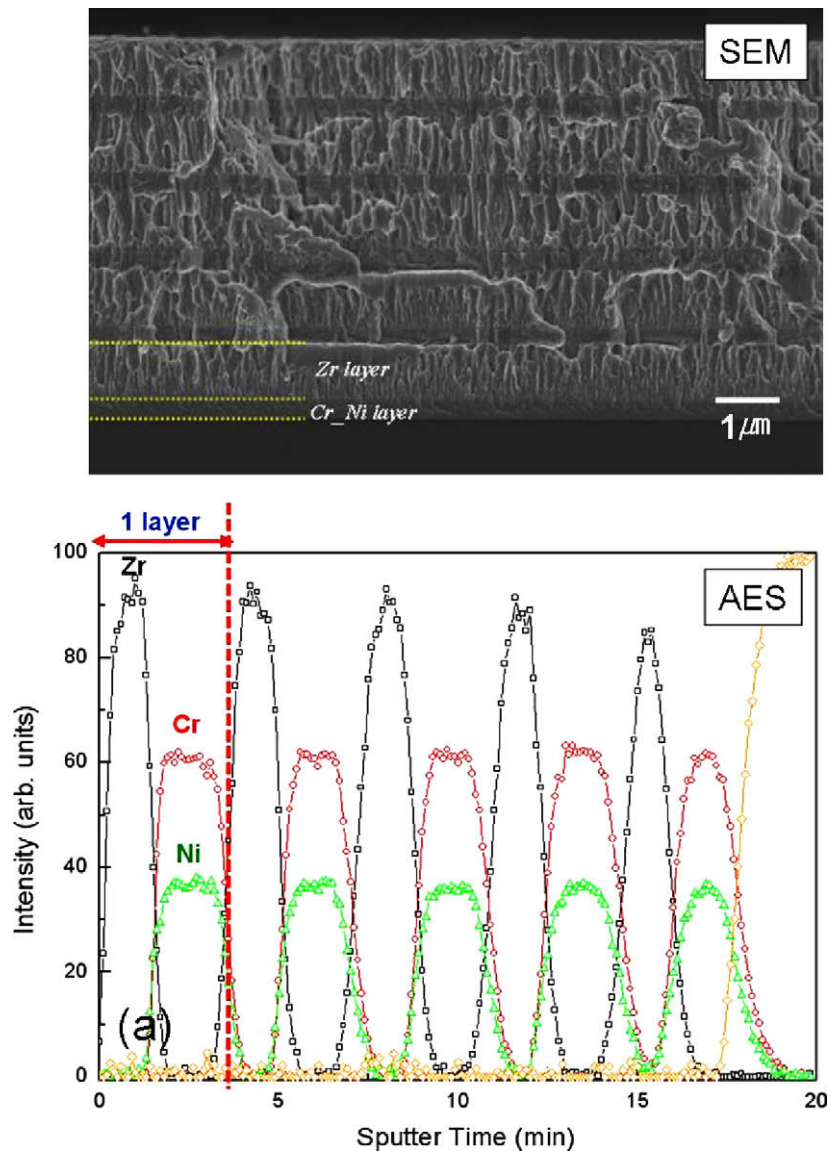 SEM
Zr layer
Cr_Ni layer
1㎛
1 layer
100
Zr
AES
80
Cr
60
Ni
40
20
(a)
0
0 5 10 15 20
Intensity (arb. units)
Sputter Time (min)